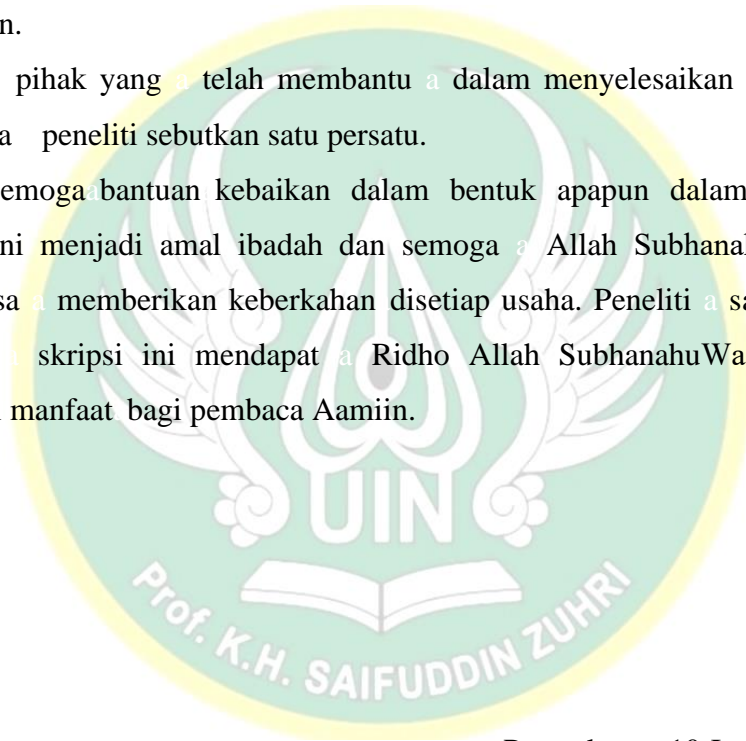 n.
pihak yang a telah membantu a dalam menyelesaikan
a peneliti sebutkan satu persatu.
emoga a bantuan kebaikan dalam bentuk apapun dalam
ni menjadi amal ibadah dan semoga a Allah Subhana
sa a memberikan keberkahan disetiap usaha. Peneliti a sa
skripsi ini mendapat a Ridho Allah SubhanahuWa
manfaat bagi pembaca Aamiin.
UIN
Prof. K.H. SAIFUDDIN ZUHRI